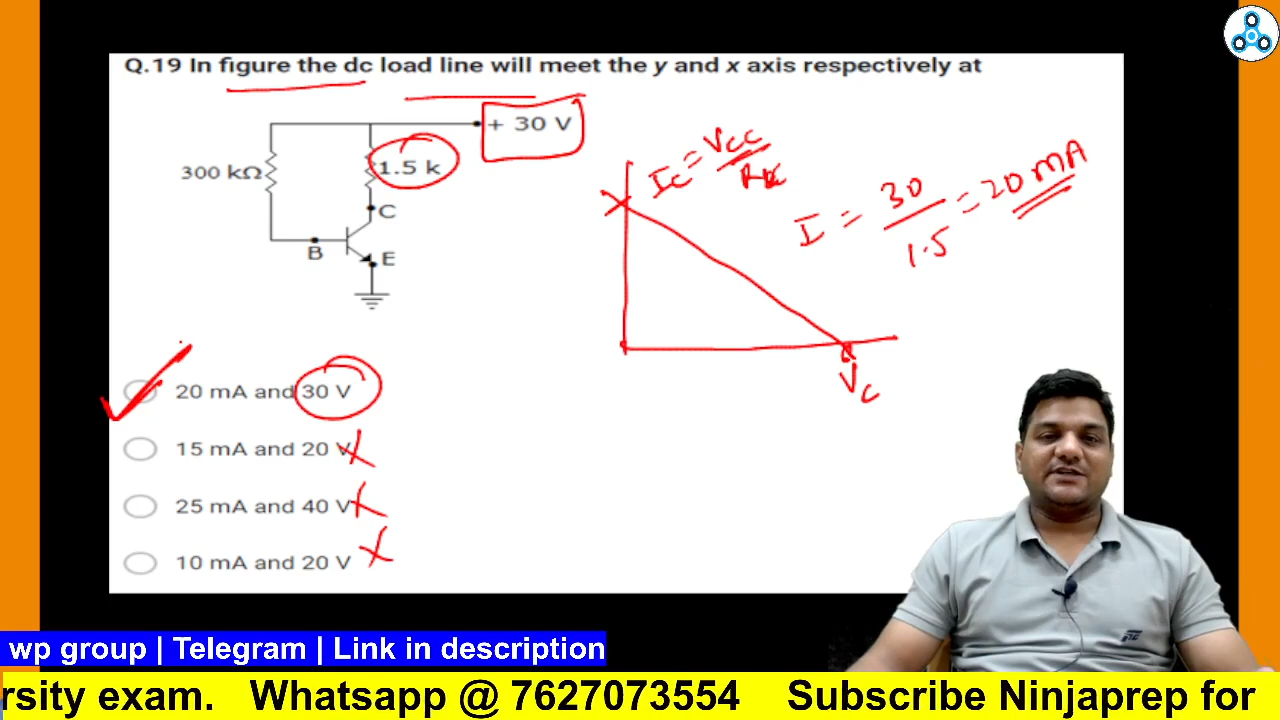 Q.19 In figure the dc load line will meet the y and x axis respectively at
+ 30 V
300 kΩ
1.5 k
C
B
E
Ic = Vcc
I = 30 / 1.5 = 20 mA
Vc
20 mA and 30 V
15 mA and 20 V
25 mA and 40 V
10 mA and 20 V
wp group | Telegram | Link in description
rsity exam. Whatsapp @ 7627073554 Subscribe Ninjaprep for